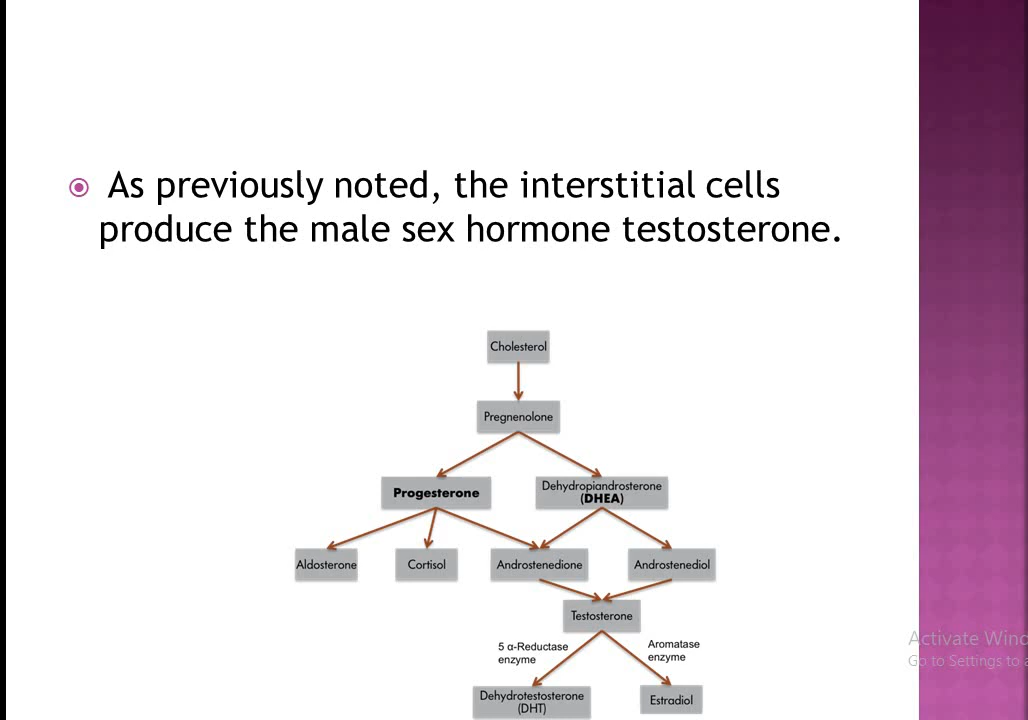 As previously noted, the interstitial cells
produce the male sex hormone testosterone.
Cholesterol
Pregnenolone
Progesterone
Dehydropiandrosterone
(DHEA)
Aldosterone
Cortisol
Androstenedione
Androstenediol
Testosterone
5 α-Reductase
enzyme
Aromatase
enzyme
Dehydrotestosterone
(DHT)
Estradiol
Activate Wind
Go to Settings to a